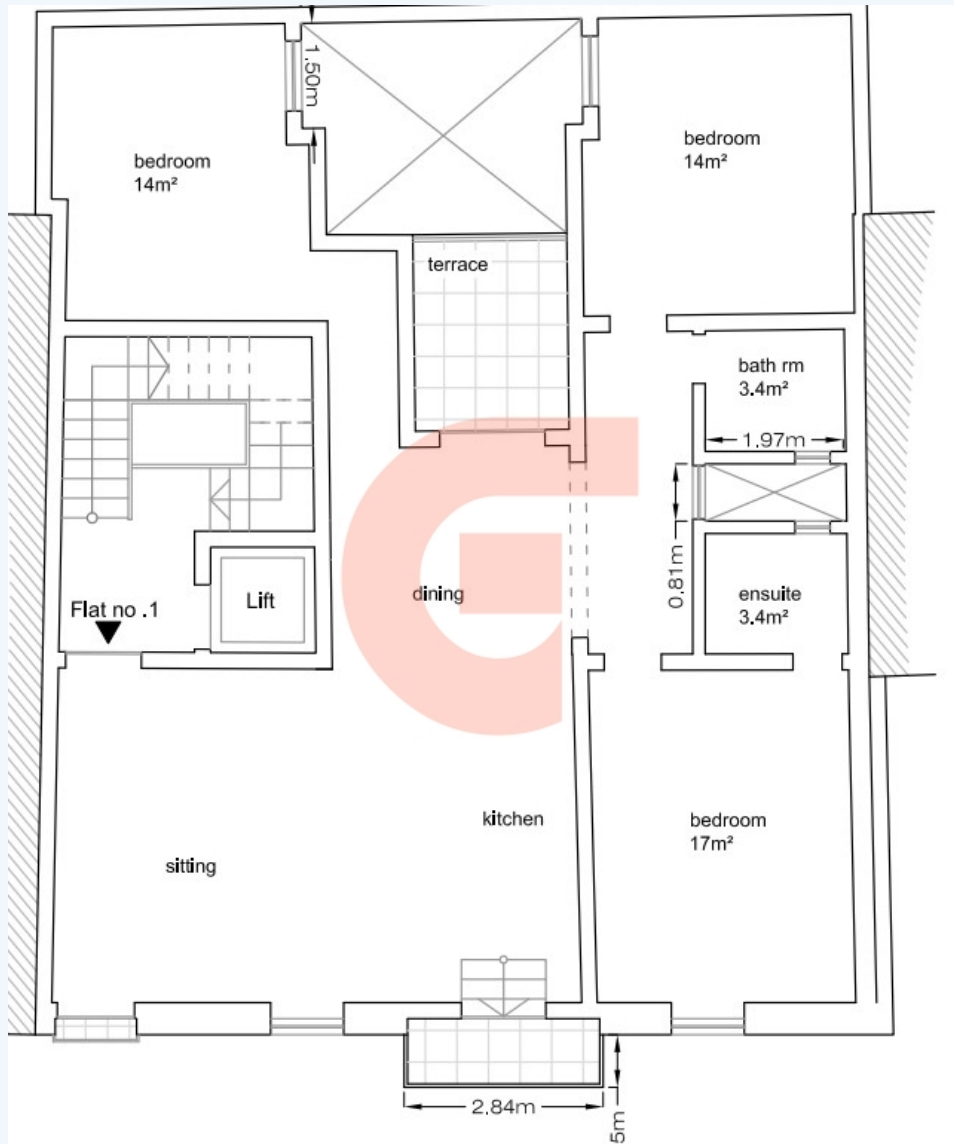 1.50m
bedroom
14m²
bedroom
14m²
terrace
bath rm
3.4m²
1.97m
0.81m
Flat no .1
Lift
dining
ensuite
3.4m²
kitchen
bedroom
17m²
sitting
2.84m
5m